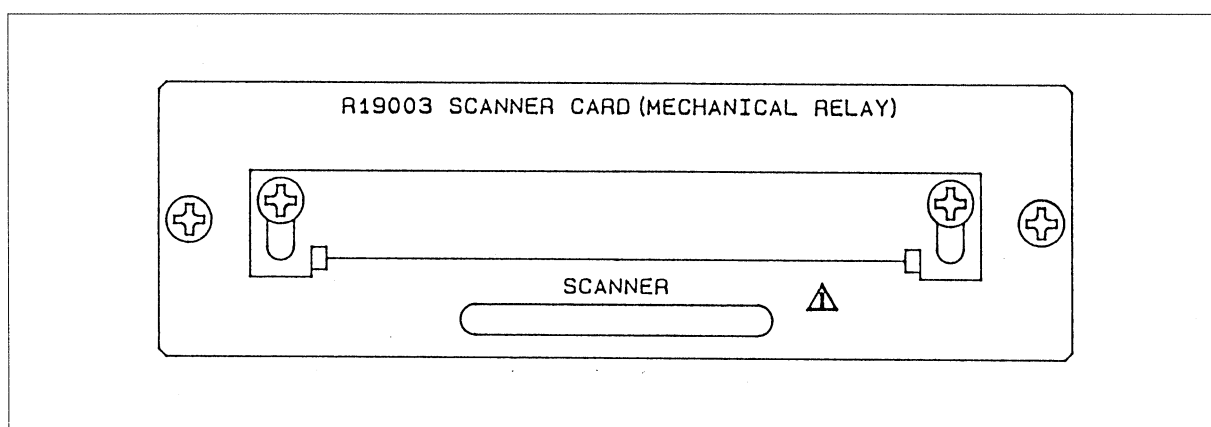 R19003 SCANNER CARD (MECHANICAL RELAY)
SCANNER